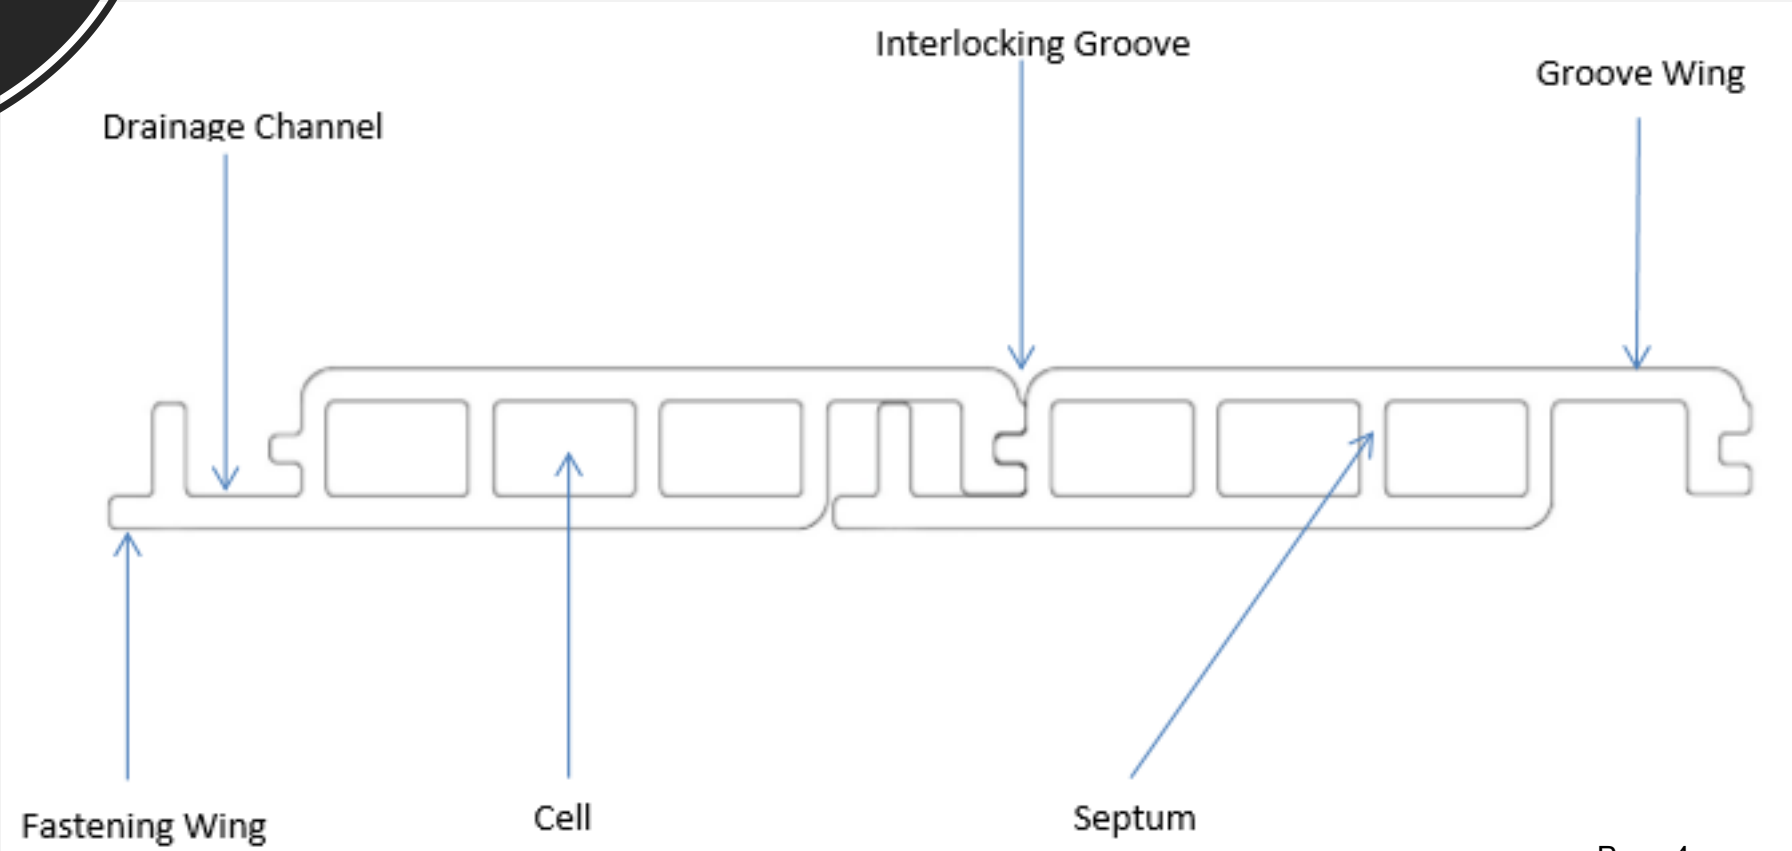 Interlocking Groove
Groove Wing
Drainage Channel
Fastening Wing
Cell
Septum